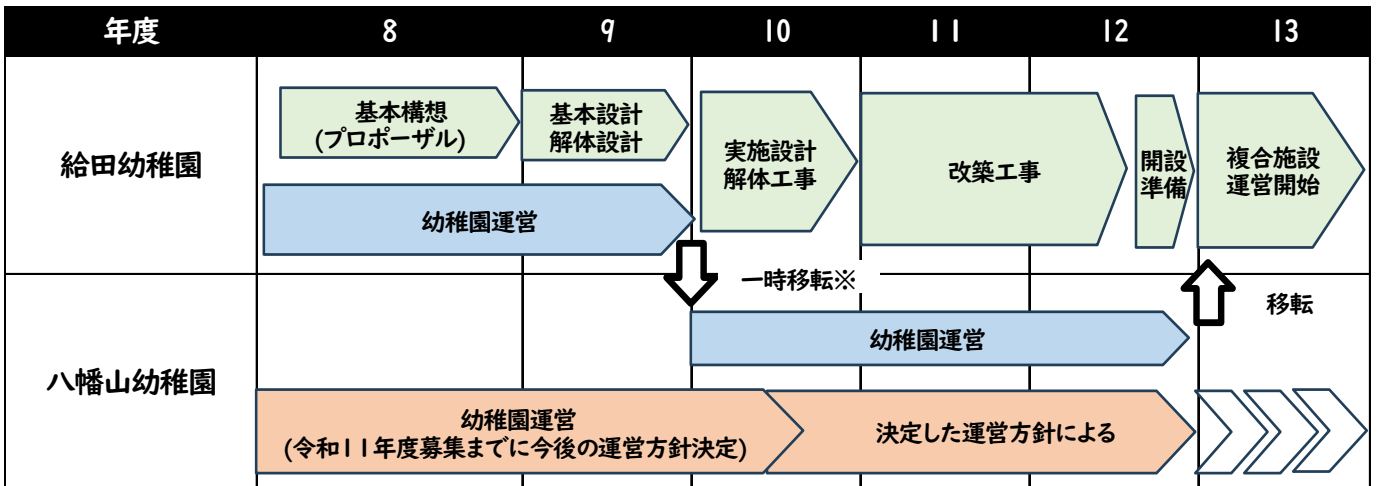 年度 8 9 10 11 12 13
給田幼稚園
基本構想
(プロポーザル)
基本設計
解体設計
実施設計
解体工事
改築工事
開設
準備
複合施設
運営開始
幼稚園運営
一時移転※
移転
八幡山幼稚園
幼稚園運営
幼稚園運営
(令和11年度募集までに今後の運営方針決定)
決定した運営方針による